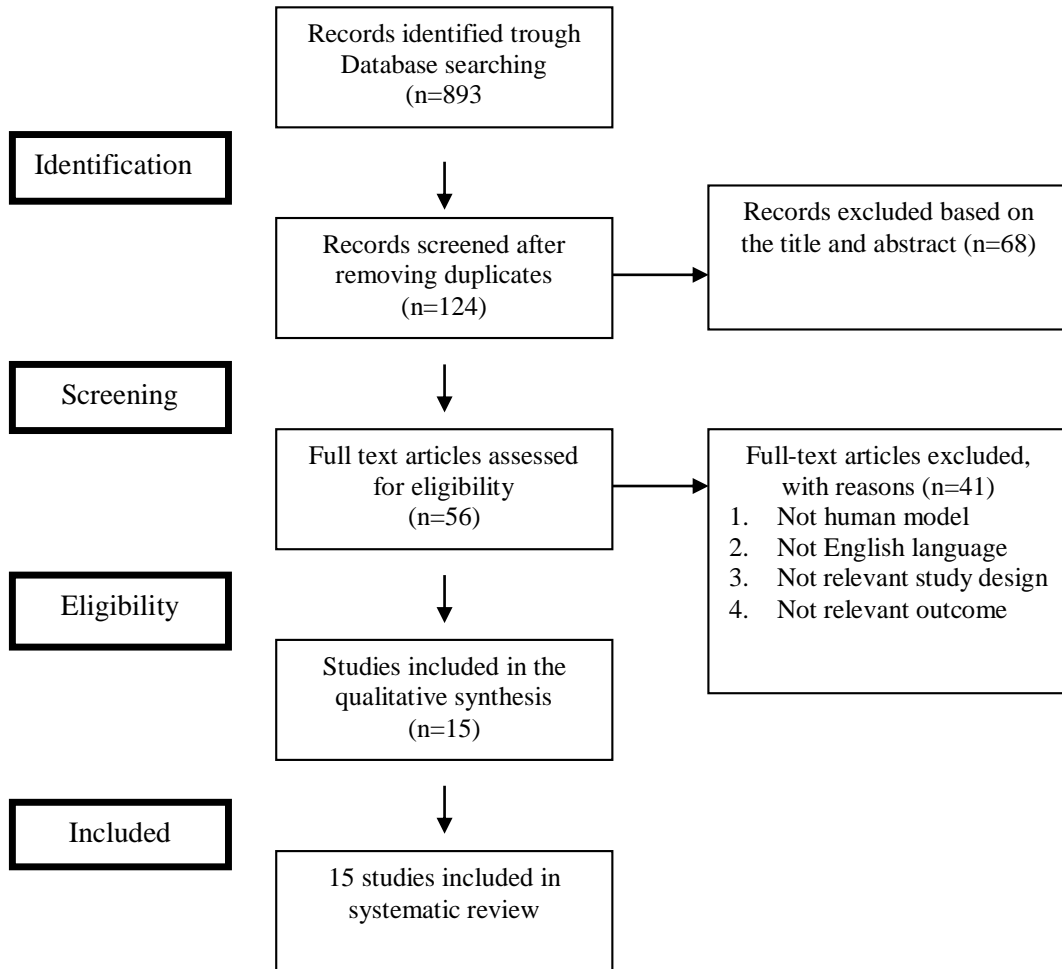 Records identified trough
Database searching
(n=893
Identification
Records screened after
removing duplicates
(n=124)
Records excluded based on
the title and abstract (n=68)
Screening
Full text articles assessed
for eligibility
(n=56)
Full-text articles excluded,
with reasons (n=41)
1. Not human model
2. Not English language
3. Not relevant study design
4. Not relevant outcome
Eligibility
Studies included in the
qualitative synthesis
(n=15)
Included
15 studies included in
systematic review